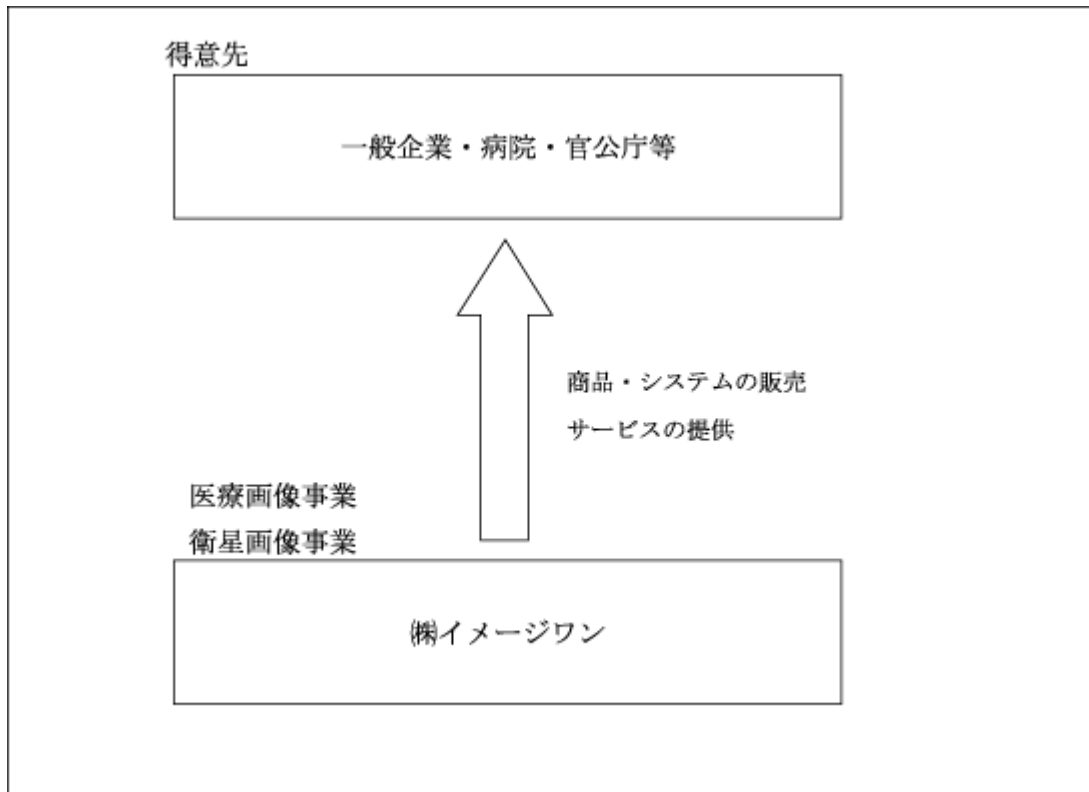 得意先
一般企業・病院・官公庁等
商品・システムの販売
サービスの提供
医療画像事業
衛星画像事業
㈱イメージワン